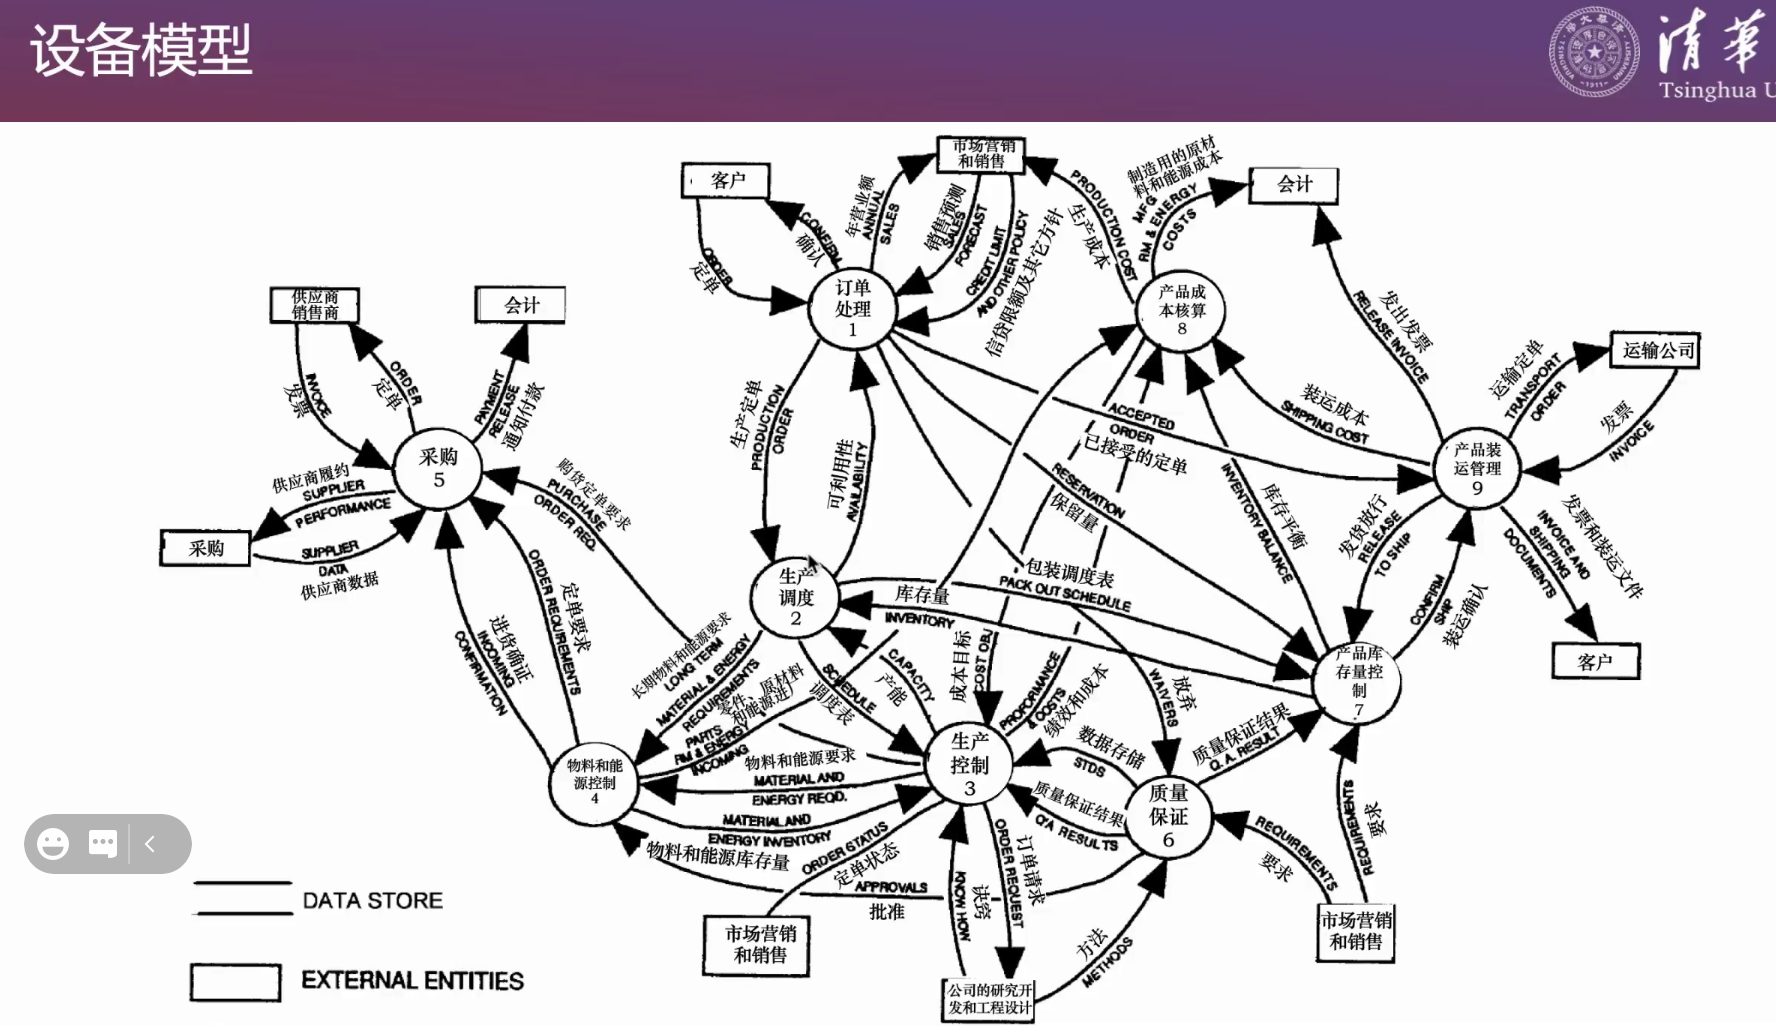 设备模型
清華
Tsinghua U
客户
市场营销
和销售
会计
制造用的原材
料和能源成本
MFG
RM & ENERGY
COSTS
PRODUCTION COST
生产成本
年营业额
ANNUAL
SALES
销售预测
SALES
FORECAST
CREDIT LIMIT
AND OTHER POLICY
信贷限额及其它方针
CONFIRM
确认
ORDER
定单
订单
处理
1
产品成
本核算
8
供应商
销售商
会计
INVOICE
发票
ORDER
定单
PAYMENT
RELEASE
通知付款
发出发票
RELEASE INVOICE
运输公司
运输定单
TRANSPORT
ORDER
发票
INVOICE
装运成本
SHIPPING COST
生产定单
PRODUCTION
ORDER
可利用性
AVAILABILITY
ACCEPTED
ORDER
已接受的定单
采购
5
产品装
运管理
9
供应商履约
SUPPLIER
PERFORMANCE
采购
SUPPLIER
DATA
供应商数据
购货定单要求
PURCHASE
ORDER REQ.
RESERVATION
保留量
INVENTORY BALANCE
库存平衡
发货放行
RELEASE
TO SHIP
发票和装运文件
INVOICE AND
SHIPPING
DOCUMENTS
CONFIRM
SHIP
装运确认
客户
进货确证
INCOMING
CONFIRMATION
ORDER REQUIREMENTS
定单要求
生产
调度
2
包装调度表
PACK OUT SCHEDULE
库存量
INVENTORY
产品库
存量控
制
7
长期物料和能源要求
LONG TERM
MATERIAL & ENERGY
REQUIREMENTS
零件、原材料
和能源进厂
PARTS
RM & ENERGY
INCOMING
SCHEDULE
调度表
CAPACITY
产能
成本目标
COST OBJ
PROFORMANCE
& COSTS
绩效和成本
WAIVERS
放弃
物料和能
源控制
4
物料和能源要求
MATERIAL AND
ENERGY REQD.
MATERIAL AND
ENERGY INVENTORY
物料和能源库存量
生产
控制
3
数据存储
STDS
质量保证结果
Q/A RESULTS
质量
保证
6
质量保证结果
Q. A. RESULT
ORDER STATUS
定单状态
APPROVALS
批准
KNOW HOW
诀窍
ORDER REQUEST
订单请求
方法
METHODS
REQUIREMENTS
要求
REQUIREMENTS
要求
市场营销
和销售
公司的研究开
发和工程设计
市场营销
和销售
DATA STORE
EXTERNAL ENTITIES